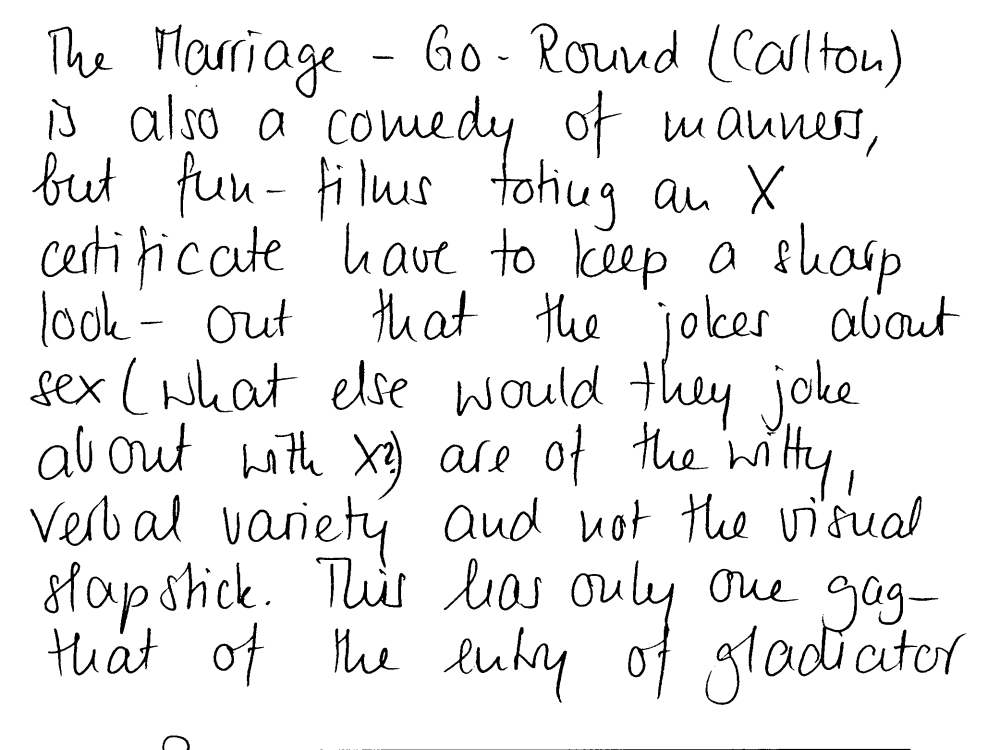 The Marriage - Go - Round (Carlton)
is also a comedy of manners,
but fun - films toting an X
certificate have to keep a sharp
look - out that the jokes about
sex (what else would they joke
about with X?) are of the witty,
verbal variety and not the visual
slapstick. This has only one gag -
that of the entry of gladiator